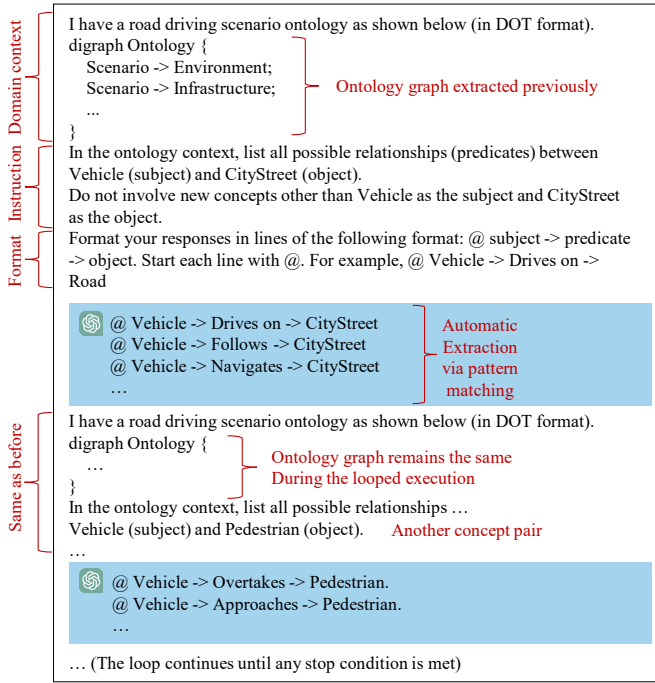 Domain context
I have a road driving scenario ontology as shown below (in DOT format).
digraph Ontology {
Scenario -> Environment;
Scenario -> Infrastructure;
...
}
Ontology graph extracted previously
Instruction
In the ontology context, list all possible relationships (predicates) between
Vehicle (subject) and CityStreet (object).
Do not involve new concepts other than Vehicle as the subject and CityStreet
as the object.
Format
Format your responses in lines of the following format: @ subject -> predicate
-> object. Start each line with @. For example, @ Vehicle -> Drives on ->
Road
@ Vehicle -> Drives on -> CityStreet
@ Vehicle -> Follows -> CityStreet
@ Vehicle -> Navigates -> CityStreet
…
Automatic
Extraction
via pattern
matching
Same as before
I have a road driving scenario ontology as shown below (in DOT format).
digraph Ontology {
…
}
Ontology graph remains the same
During the looped execution
In the ontology context, list all possible relationships …
Vehicle (subject) and Pedestrian (object).
Another concept pair
…
@ Vehicle -> Overtakes -> Pedestrian.
@ Vehicle -> Approaches -> Pedestrian.
…
… (The loop continues until any stop condition is met)